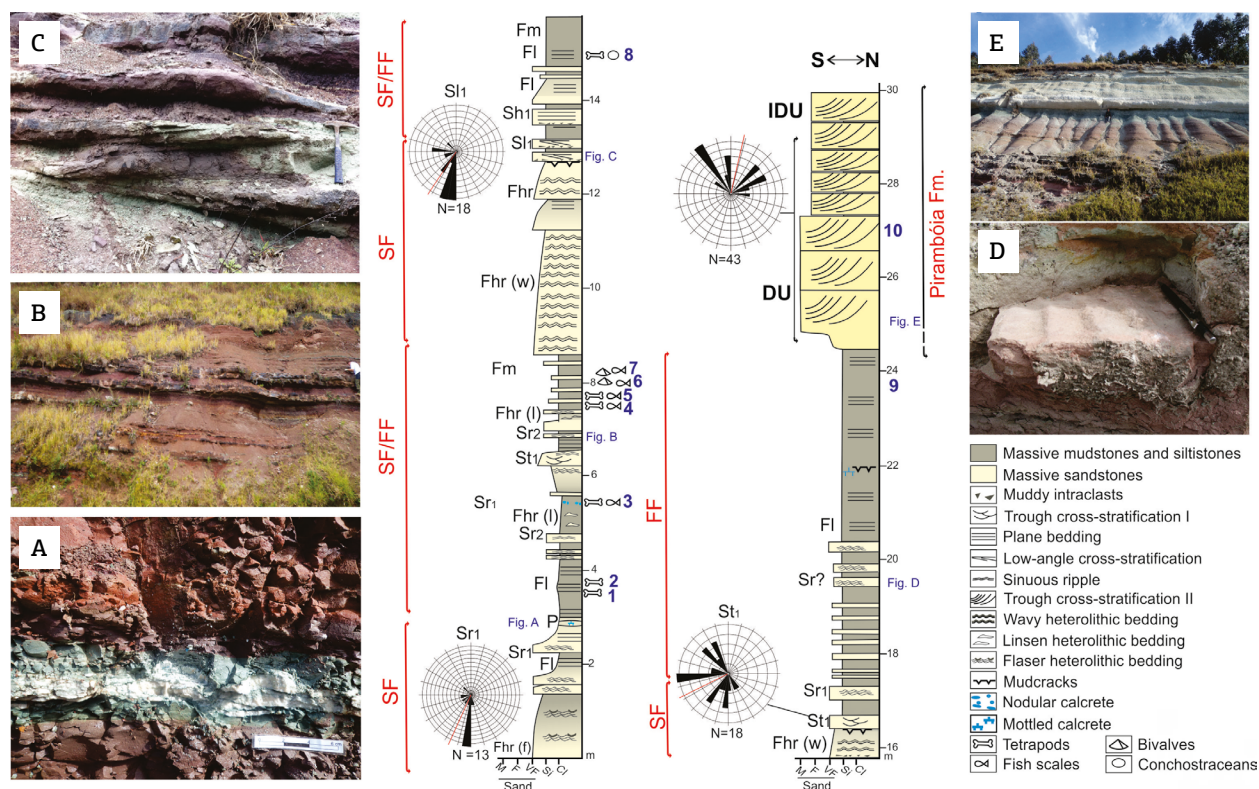 C
B
A
SF/FF
SF
SF/FF
SF
Fm
Fl
8
Fl
14
Sh1
Sl1
Sl1
Fig. C
N=18
Fhr
12
Fhr (w)
10
Fm
7
8
6
5
4
Fhr (l)
Sr2
Fig. B
St1
6
Sr1
3
Fhr (l)
Sr2
4
Fl
2
1
Fig. A
P
Sr1
Sr1
Fl
2
N =13
Fhr (f)
m
M
F
VF
Si
Cl
Sand
S
N
30
IDU
28
10
N=43
26
DU
Fig. E
Pirambóia Fm.
24
9
22
FF
Fl
20
Sr?
Fig. D
St1
18
SF
Sr1
St1
N=18
Fhr (w)
16
m
M
F
VF
Si
Cl
Sand
E
D
Massive mudstones and siltistones
Massive sandstones
Muddy intraclasts
Trough cross-stratification I
Plane bedding
Low-angle cross-stratification
Sinuous ripple
Trough cross-stratification II
Wavy heterolithic bedding
Linsen heterolithic bedding
Flaser heterolithic bedding
Mudcracks
Nodular calcrete
Mottled calcrete
Tetrapods
Bivalves
Fish scales
Conchostraceans